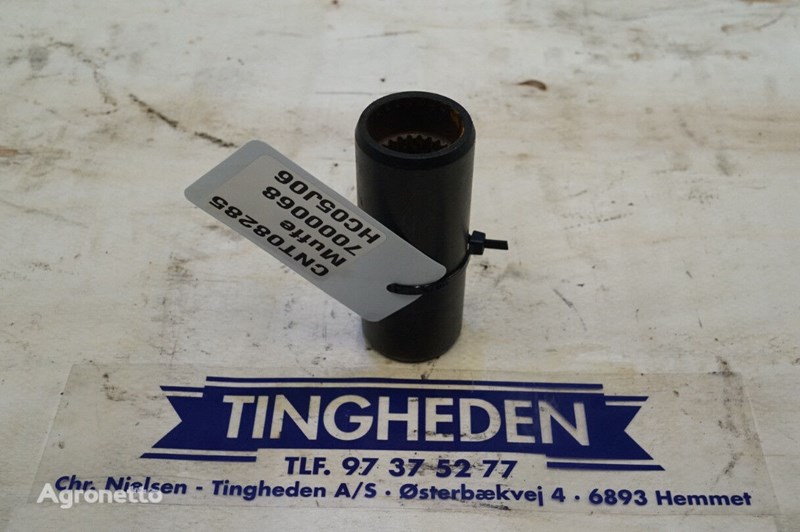 CNT08285
Muffe
7000068
HC05J06
TINGHEDEN
TLF. 97 37 52 77
Chr. Nielsen - Tingheden A/S · Østerbækvej 4 · 6893 Hemmet
Agronetto